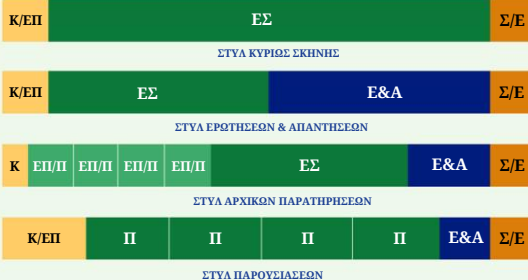 Κ/ΕΠ ΕΣ Σ/Ε
ΣΤΥΛ ΚΥΡΙΩΣ ΣΚΗΝΗΣ
Κ/ΕΠ ΕΣ Ε&Α Σ/Ε
ΣΤΥΛ ΕΡΩΤΗΣΕΩΝ & ΑΠΑΝΤΗΣΕΩΝ
Κ ΕΠ/Π ΕΠ/Π ΕΠ/Π ΕΠ/Π ΕΣ Ε&Α Σ/Ε
ΣΤΥΛ ΑΡΧΙΚΩΝ ΠΑΡΑΤΗΡΗΣΕΩΝ
Κ/ΕΠ Π Π Π Π Ε&Α Σ/Ε
ΣΤΥΛ ΠΑΡΟΥΣΙΑΣΕΩΝ